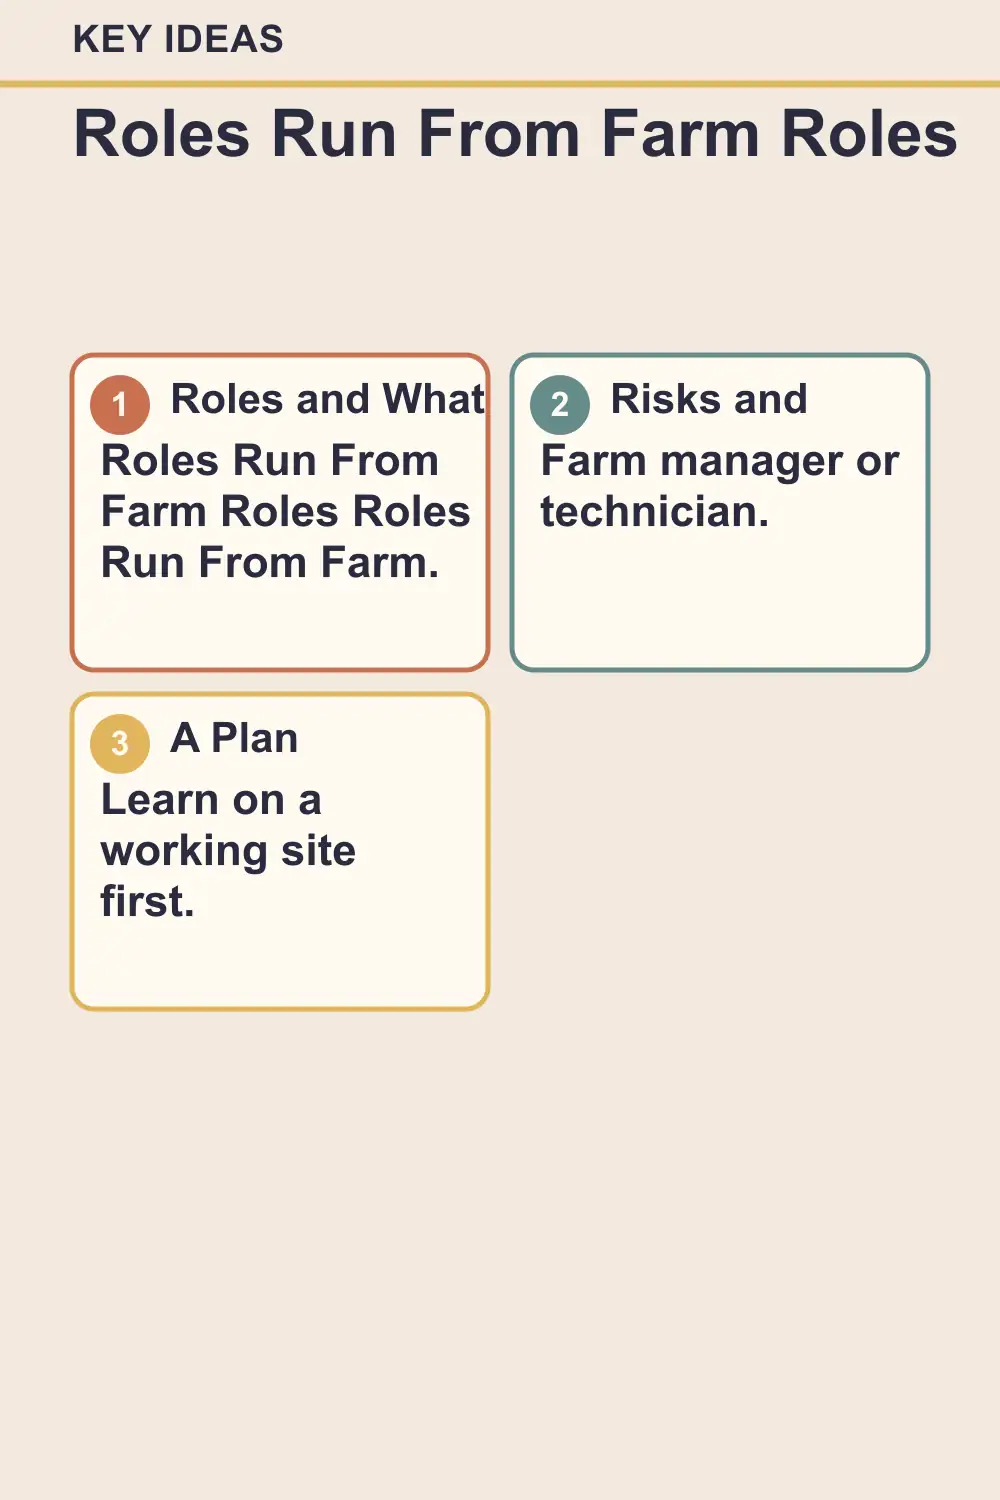 KEY IDEAS
Roles Run From Farm Roles
1 Roles and What
Roles Run From
Farm Roles Roles
Run From Farm.
2 Risks and
Farm manager or
technician.
3 A Plan
Learn on a
working site
first.